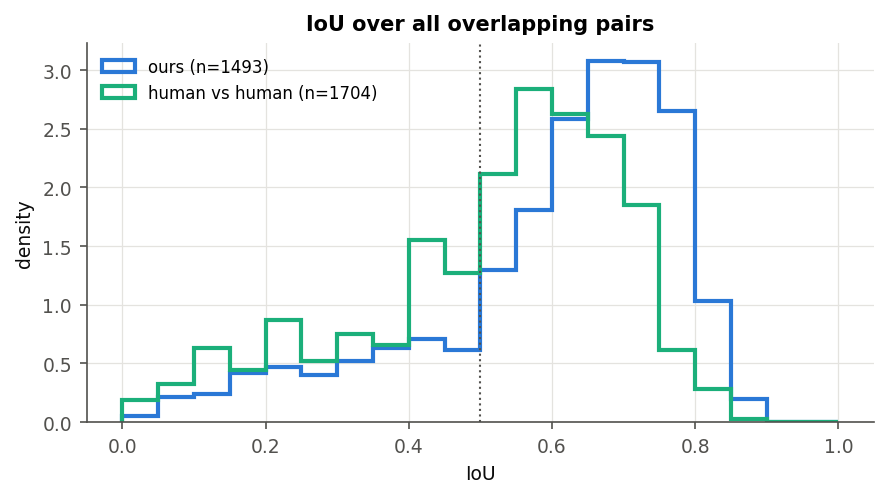 IoU over all overlapping pairs
ours (n=1493)
human vs human (n=1704)
density
3.0
2.5
2.0
1.5
1.0
0.5
0.0
0.0 0.2 0.4 0.6 0.8 1.0
IoU